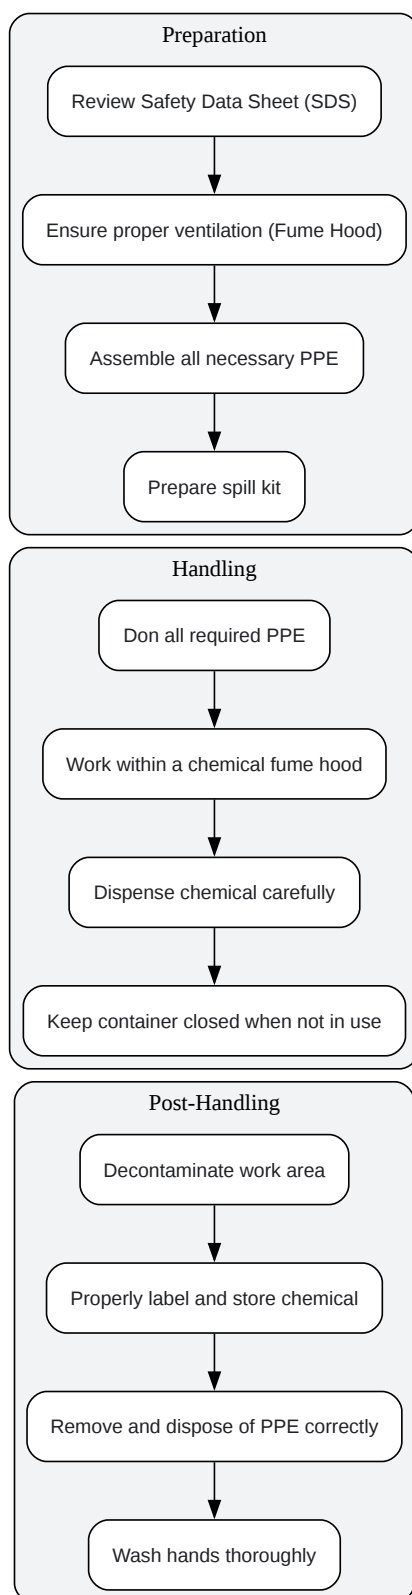 Preparation
Review Safety Data Sheet (SDS)
Ensure proper ventilation (Fume Hood)
Assemble all necessary PPE
Prepare spill kit
Handling
Don all required PPE
Work within a chemical fume hood
Dispense chemical carefully
Keep container closed when not in use
Post-Handling
Decontaminate work area
Properly label and store chemical
Remove and dispose of PPE correctly
Wash hands thoroughly